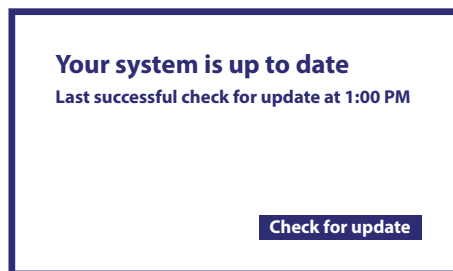 Your system is up to date
Last successful check for update at 1:00 PM
Check for update